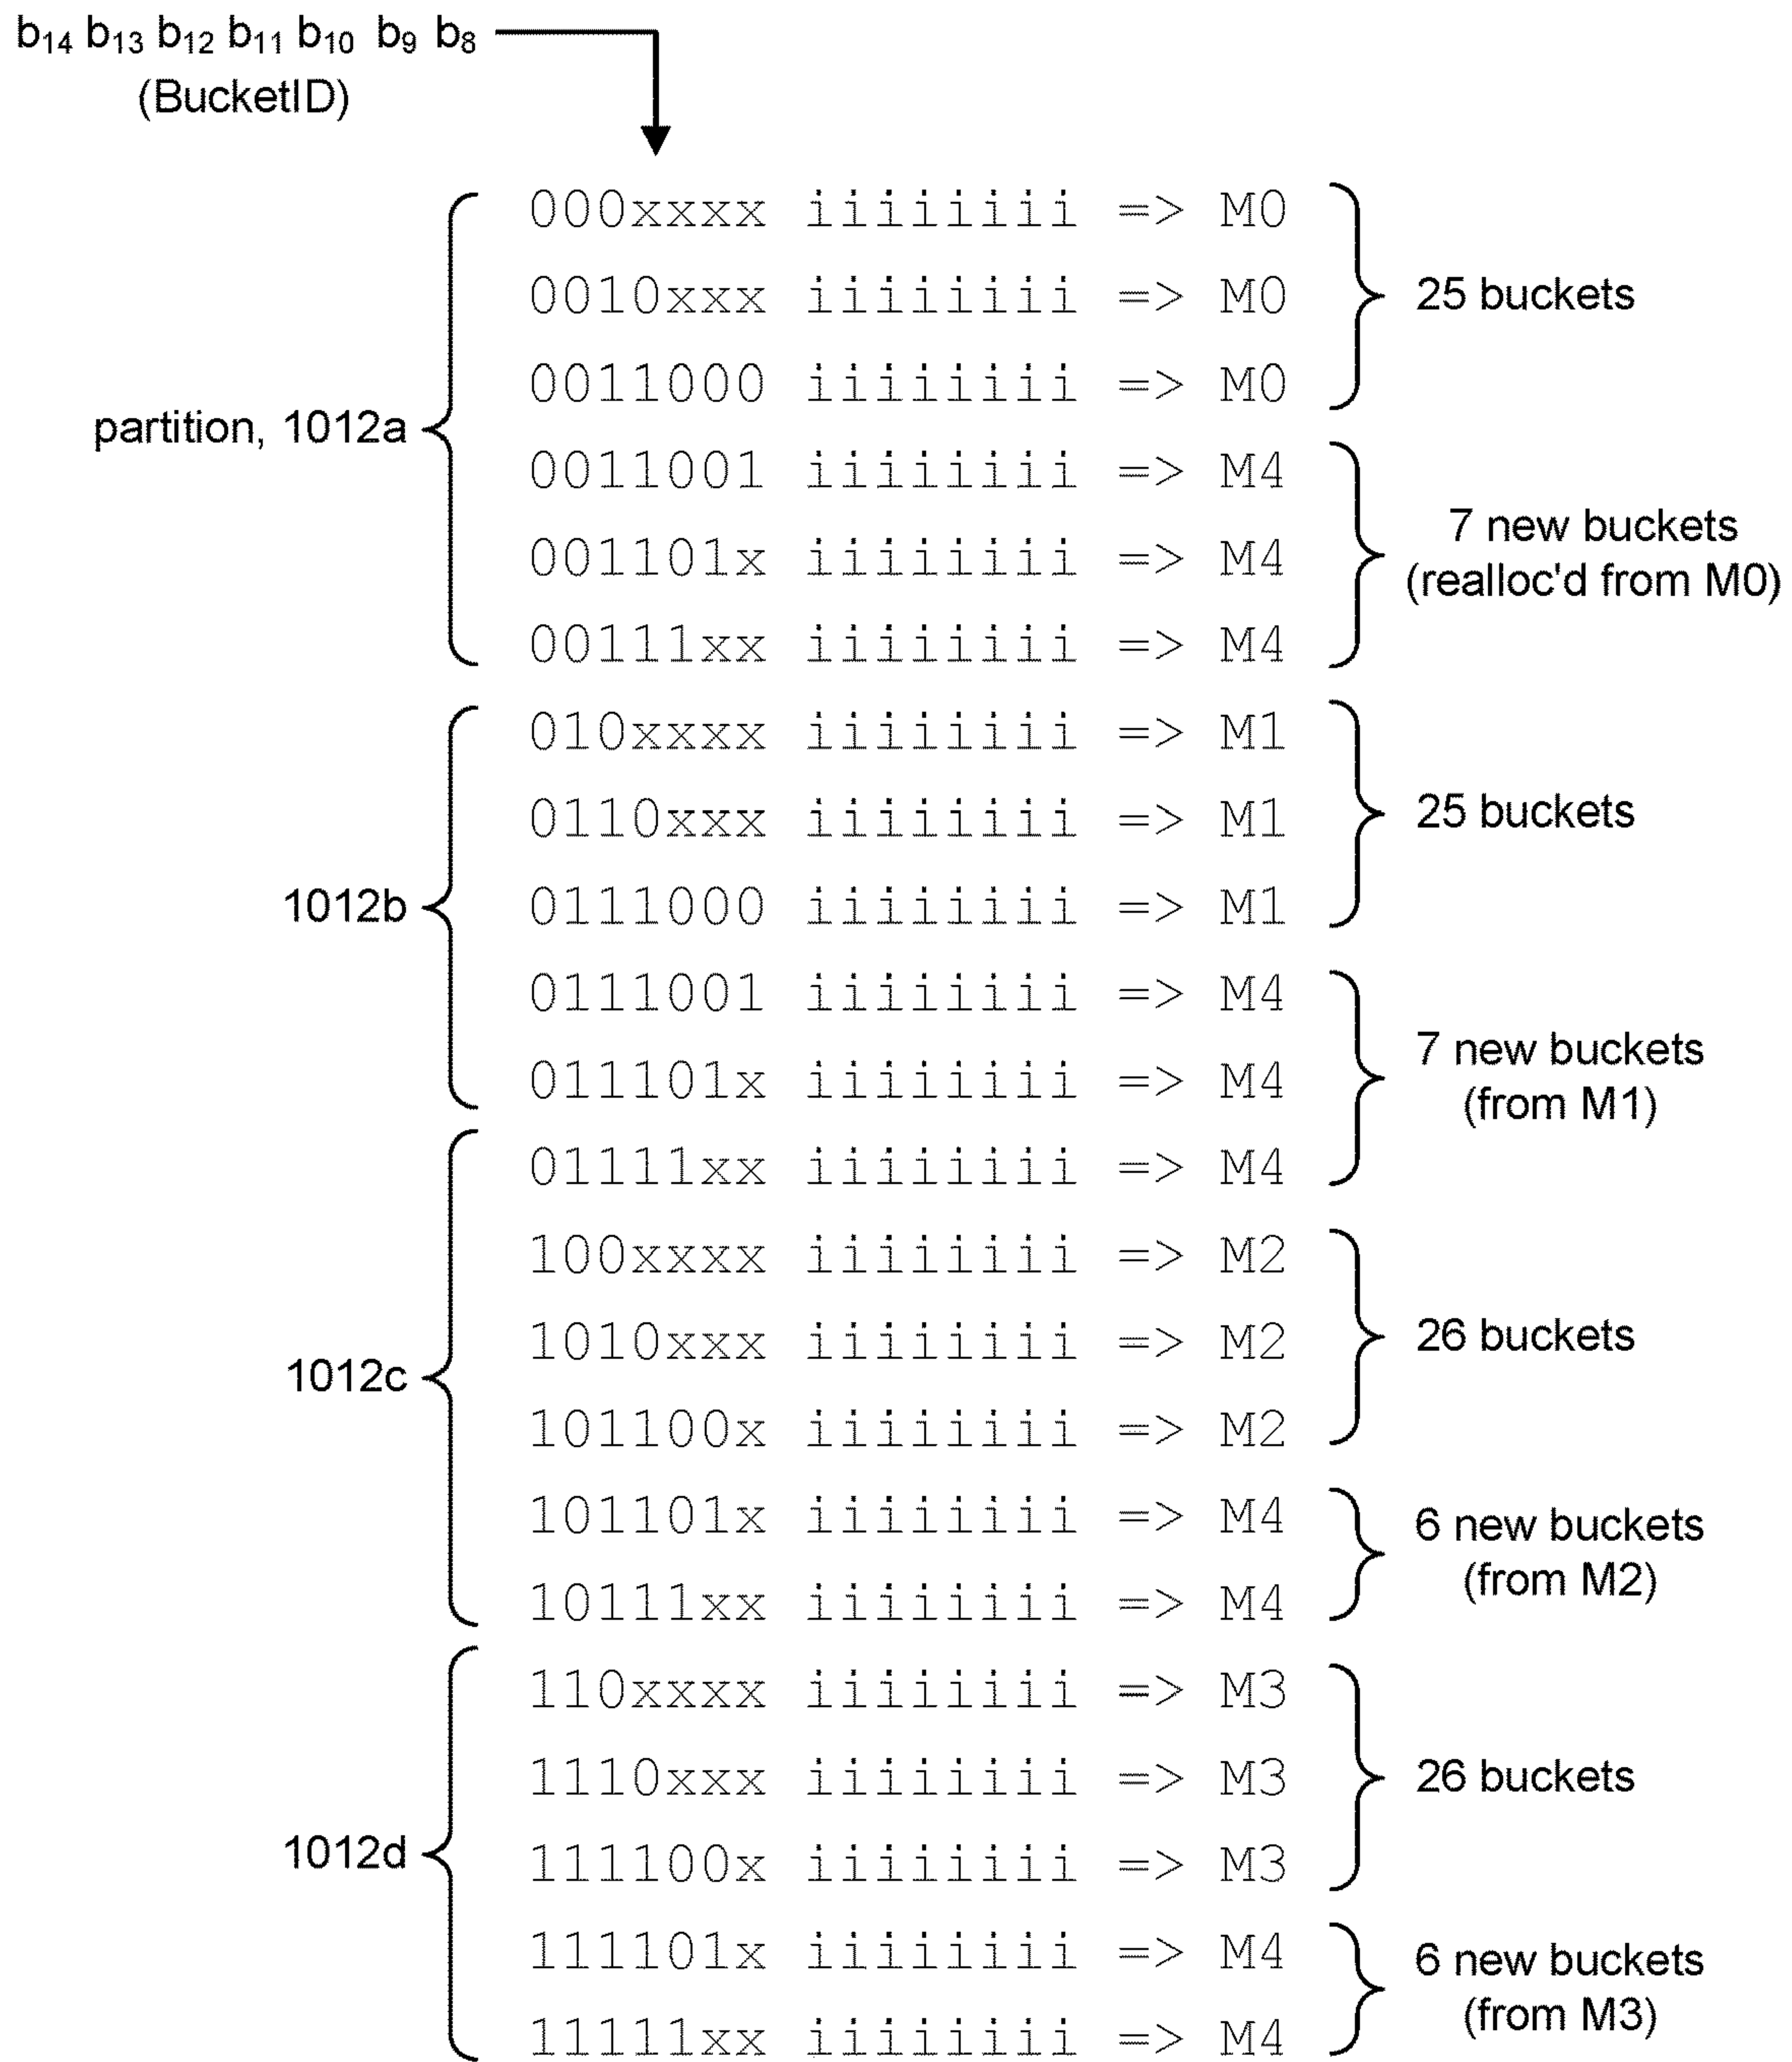 b14 b13 b12 b11 b10 b9 b8
(BucketID)
000xxxx iiiiiiii => M0
0010xxx iiiiiiii => M0
25 buckets
0011000 iiiiiiii => M0
partition, 1012a
0011001 iiiiiiii => M4
7 new buckets
(realloc'd from M0)
001101x iiiiiiii => M4
00111xx iiiiiiii => M4
010xxxx iiiiiiii => M1
0110xxx iiiiiiii => M1
25 buckets
1012b
0111000 iiiiiiii => M1
0111001 iiiiiiii => M4
7 new buckets
(from M1)
011101x iiiiiiii => M4
01111xx iiiiiiii => M4
100xxxx iiiiiiii => M2
1010xxx iiiiiiii => M2
26 buckets
1012c
101100x iiiiiiii => M2
101101x iiiiiiii => M4
6 new buckets
(from M2)
10111xx iiiiiiii => M4
110xxxx iiiiiiii => M3
1110xxx iiiiiiii => M3
26 buckets
1012d
111100x iiiiiiii => M3
111101x iiiiiiii => M4
6 new buckets
(from M3)
11111xx iiiiiiii => M4